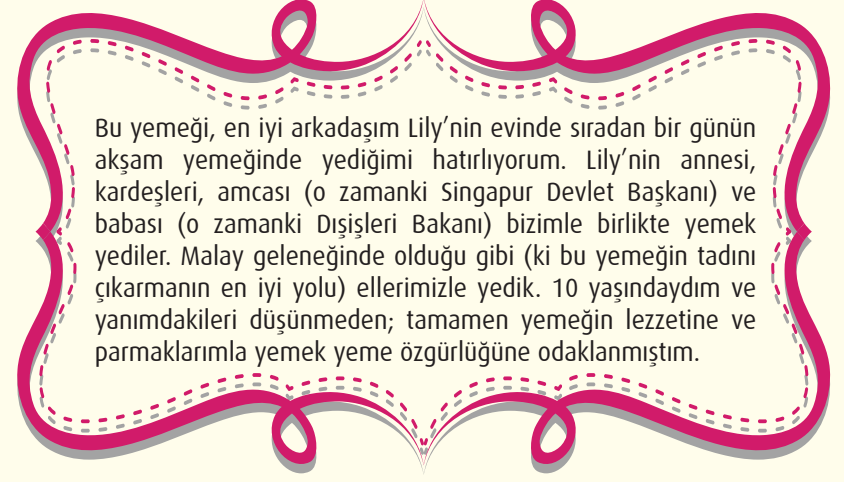 Bu yemeği, en iyi arkadaşım Lily’nin evinde sıradan bir günün
akşam yemeğinde yediğimi hatırlıyorum. Lily’nin annesi,
kardeşleri, amcası (o zamanki Singapur Devlet Başkanı) ve
babası (o zamanki Dışişleri Bakanı) bizimle birlikte yemek
yediler. Malay geleneğinde olduğu gibi (ki bu yemeğin tadını
çıkarmanın en iyi yolu) ellerimizle yedik. 10 yaşındaydım ve
yanımdakileri düşünmeden; tamamen yemeğin lezzetine ve
parmaklarımla yemek yeme özgürlüğüne odaklanmıştım.